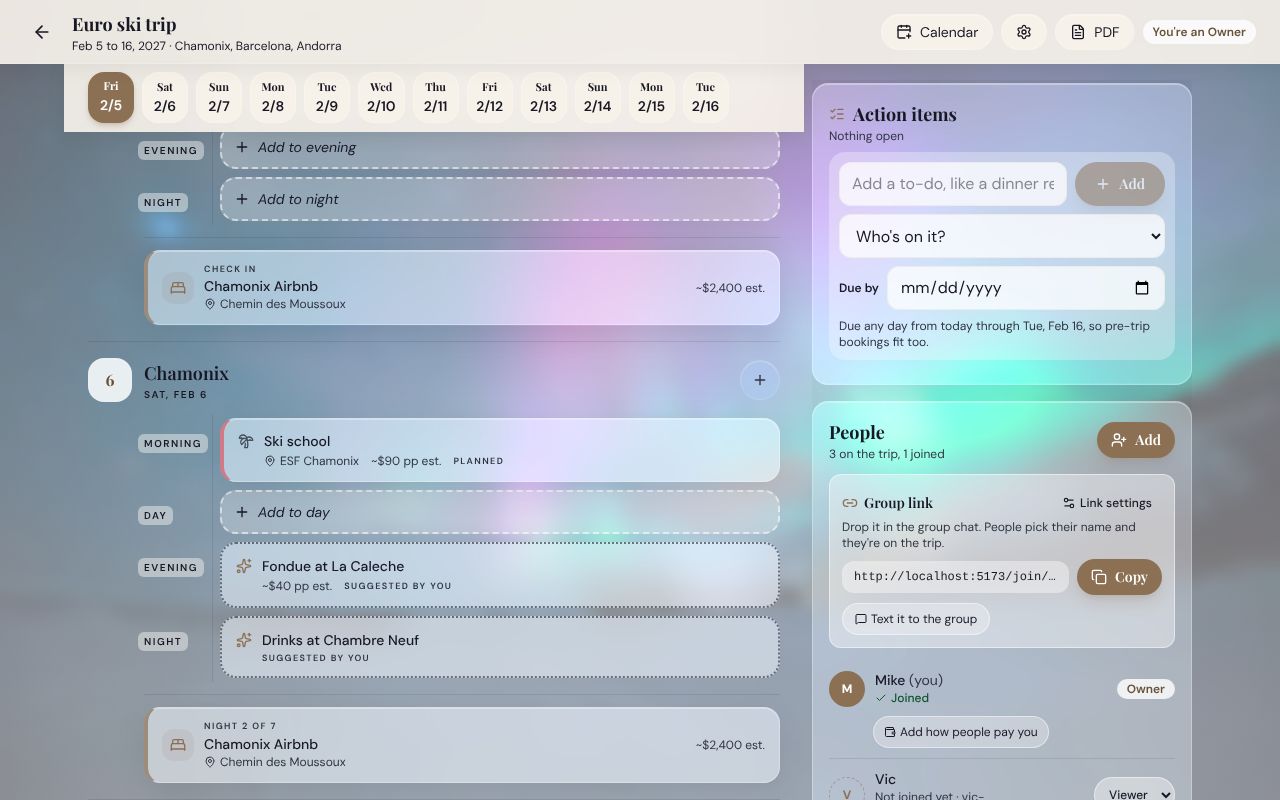 Euro ski trip
Feb 5 to 16, 2027 · Chamonix, Barcelona, Andorra
Calendar
PDF
You're an Owner
Fri 2/5
Sat 2/6
Sun 2/7
Mon 2/8
Tue 2/9
Wed 2/10
Thu 2/11
Fri 2/12
Sat 2/13
Sun 2/14
Mon 2/15
Tue 2/16
EVENING
Add to evening
NIGHT
Add to night
CHECK IN
Chamonix Airbnb
Chemin des Moussoux
~$2,400 est.
6
Chamonix
SAT, FEB 6
MORNING
Ski school
ESF Chamonix ~$90 pp est. PLANNED
DAY
Add to day
EVENING
Fondue at La Caleche
~$40 pp est. SUGGESTED BY YOU
NIGHT
Drinks at Chambre Neuf
SUGGESTED BY YOU
NIGHT 2 OF 7
Chamonix Airbnb
Chemin des Moussoux
~$2,400 est.
Action items
Nothing open
Add a to-do, like a dinner re
Add
Who's on it?
Due by
mm/dd/yyyy
Due any day from today through Tue, Feb 16, so pre-trip
bookings fit too.
People
3 on the trip, 1 joined
Add
Group link
Link settings
Drop it in the group chat. People pick their name and
they're on the trip.
http://localhost:5173/join/…
Copy
Text it to the group
M
Mike (you)
Joined
Owner
Add how people pay you
V
Vic
Not joined yet · vic-
Viewer